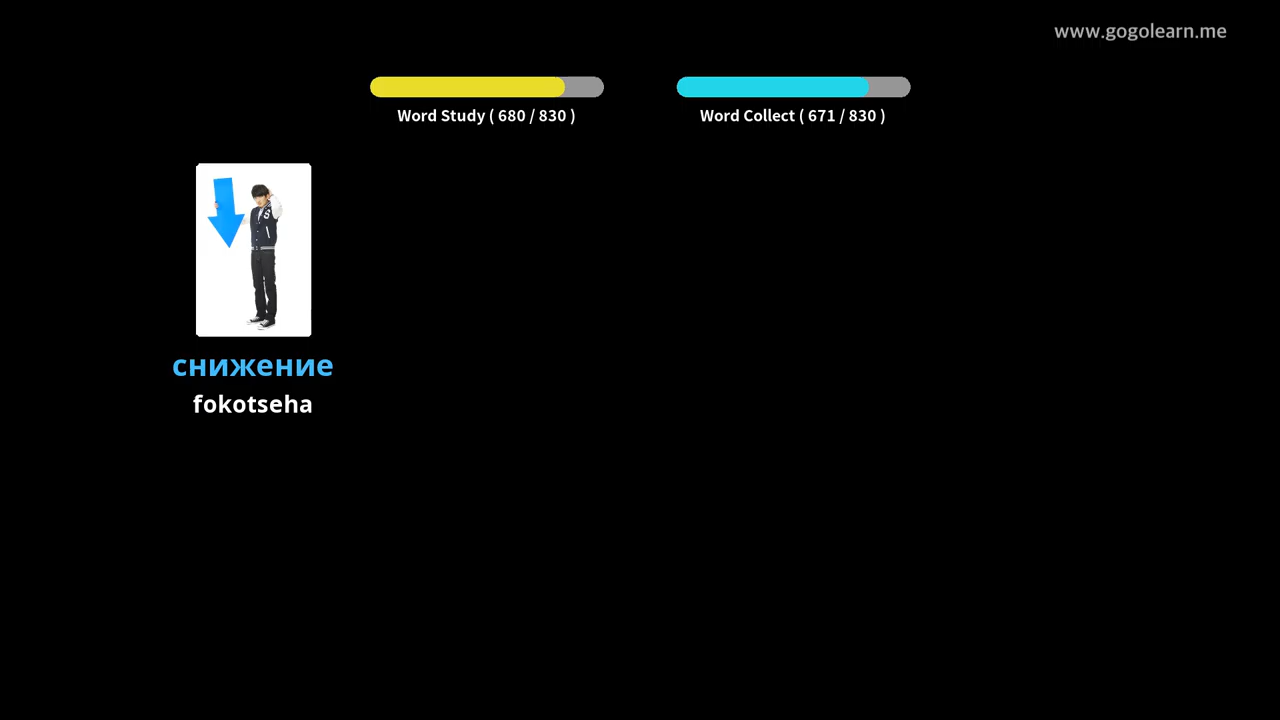 www.gogolearn.me
Word Study ( 680 / 830 )
Word Collect ( 671 / 830 )
S
снижение
fokotseha